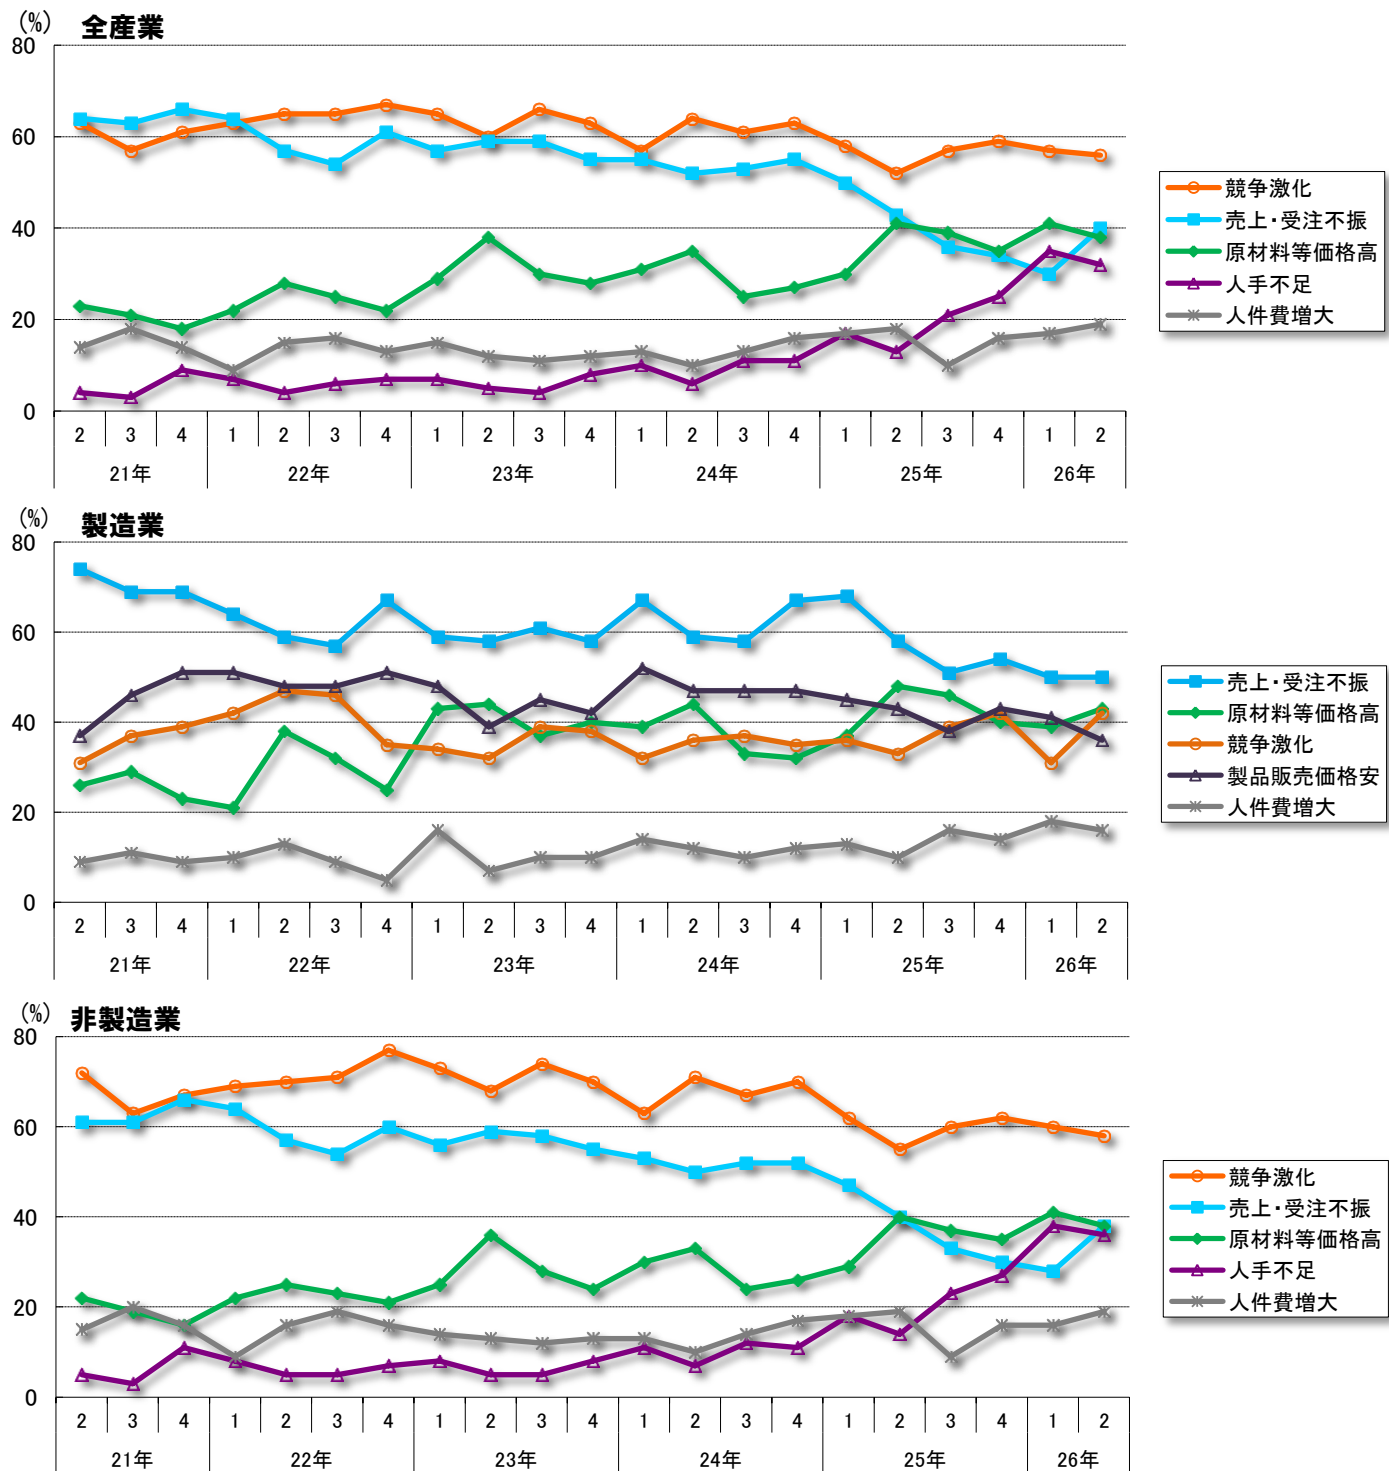 (%) 全産業
80
60
40
20
0
2 3 4 1 2 3 4 1 2 3 4 1 2 3 4 1 2 3 4 1 2
21年 22年 23年 24年 25年 26年
競争激化
売上・受注不振
原材料等価格高
人手不足
人件費増大
(%) 製造業
80
60
40
20
0
2 3 4 1 2 3 4 1 2 3 4 1 2 3 4 1 2 3 4 1 2
21年 22年 23年 24年 25年 26年
売上・受注不振
原材料等価格高
競争激化
製品販売価格安
人件費増大
(%) 非製造業
80
60
40
20
0
2 3 4 1 2 3 4 1 2 3 4 1 2 3 4 1 2 3 4 1 2
21年 22年 23年 24年 25年 26年
競争激化
売上・受注不振
原材料等価格高
人手不足
人件費増大